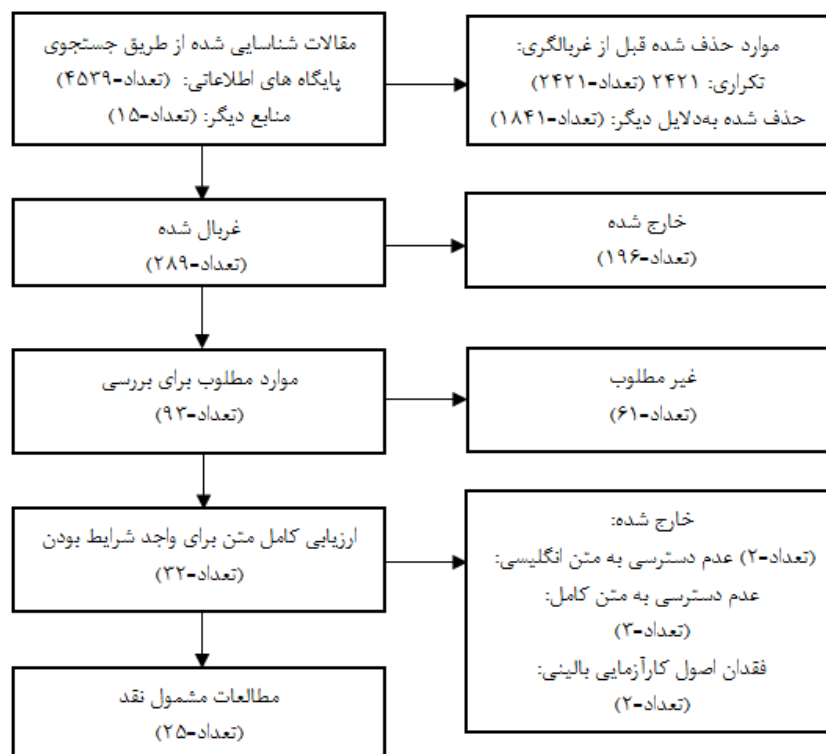 مقالات شناسایی شده از طریق جستجوی
پایگاه های اطلاعاتی: (تعداد-۴۵۳۹)
منابع دیگر: (تعداد-۱۵)
موارد حذف شده قبل از غربالگری:
تکراری: ۲۴۲۱ (تعداد-۲۴۲۱)
حذف شده به‌دلایل دیگر: (تعداد-۱۸۴۱)
غربال شده
(تعداد-۲۸۹)
خارج شده
(تعداد-۱۹۶)
موارد مطلوب برای بررسی
(تعداد-۹۳)
غیر مطلوب
(تعداد-۶۱)
ارزیابی کامل متن برای واجد شرایط بودن
(تعداد-۳۲)
خارج شده:
(تعداد-۲) عدم دسترسی به متن انگلیسی:
عدم دسترسی به متن کامل:
(تعداد-۳)
فقدان اصول کارآزمایی بالینی:
(تعداد-۲)
مطالعات مشمول نقد
(تعداد-۲۵)